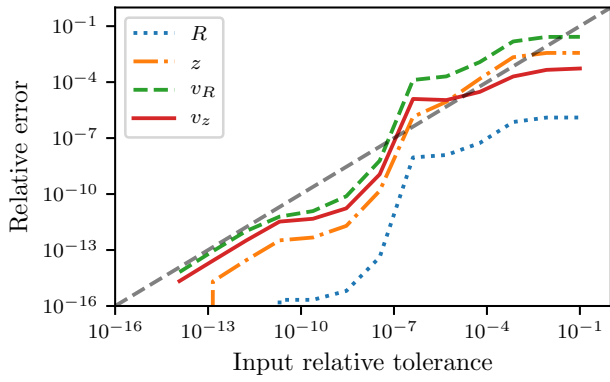 10⁻¹
10⁻⁴
10⁻⁷
10⁻¹⁰
10⁻¹³
10⁻¹⁶
Relative error
R
z
v_R
v_z
10⁻¹⁶ 10⁻¹³ 10⁻¹⁰ 10⁻⁷ 10⁻⁴ 10⁻¹
Input relative tolerance